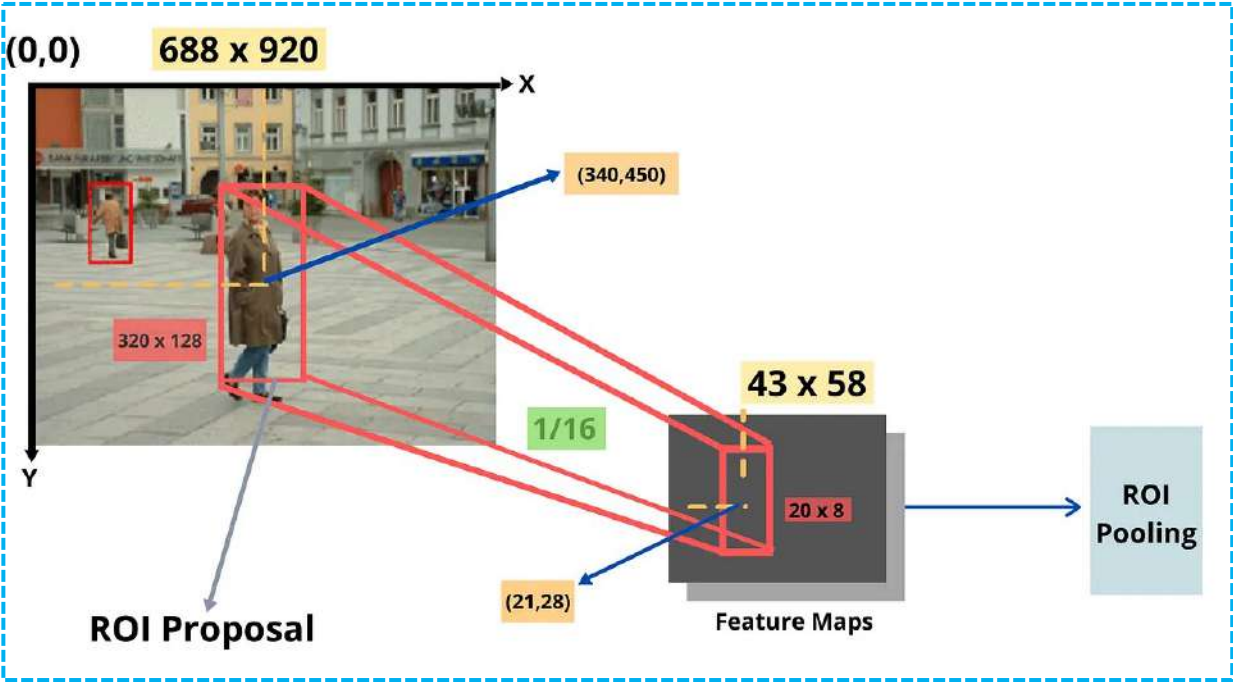 (0,0)
688 x 920
X
(340,450)
320 x 128
Y
1/16
43 x 58
20 x 8
(21,28)
ROI Proposal
Feature Maps
ROI
Pooling